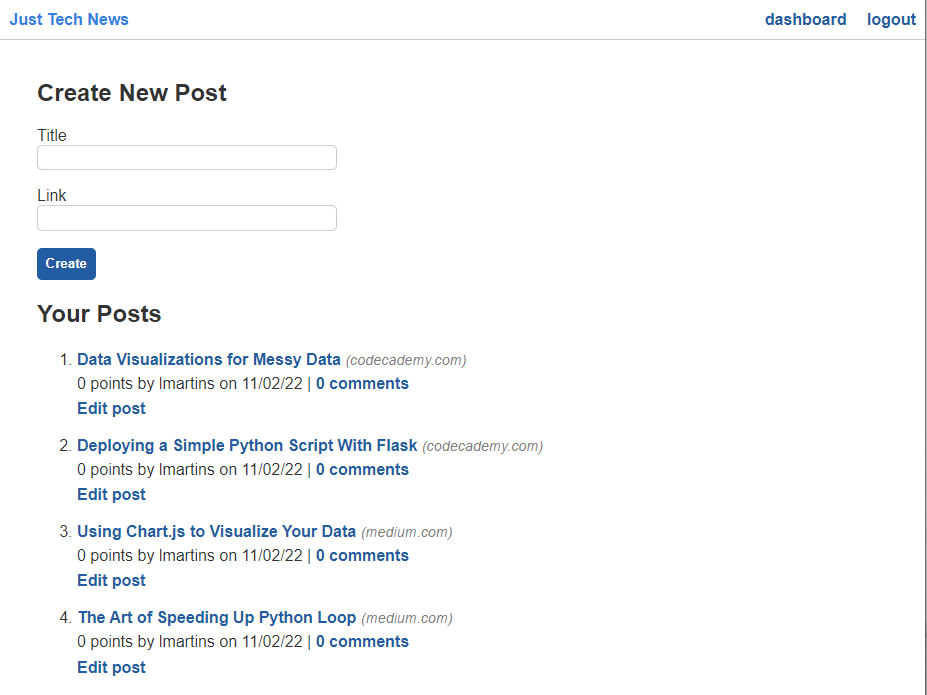 Just Tech News dashboard logout
Create New Post
Title
Link
Create
Your Posts
1. Data Visualizations for Messy Data (codecademy.com)
0 points by lmartins on 11/02/22 | 0 comments
Edit post
2. Deploying a Simple Python Script With Flask (codecademy.com)
0 points by lmartins on 11/02/22 | 0 comments
Edit post
3. Using Chart.js to Visualize Your Data (medium.com)
0 points by lmartins on 11/02/22 | 0 comments
Edit post
4. The Art of Speeding Up Python Loop (medium.com)
0 points by lmartins on 11/02/22 | 0 comments
Edit post